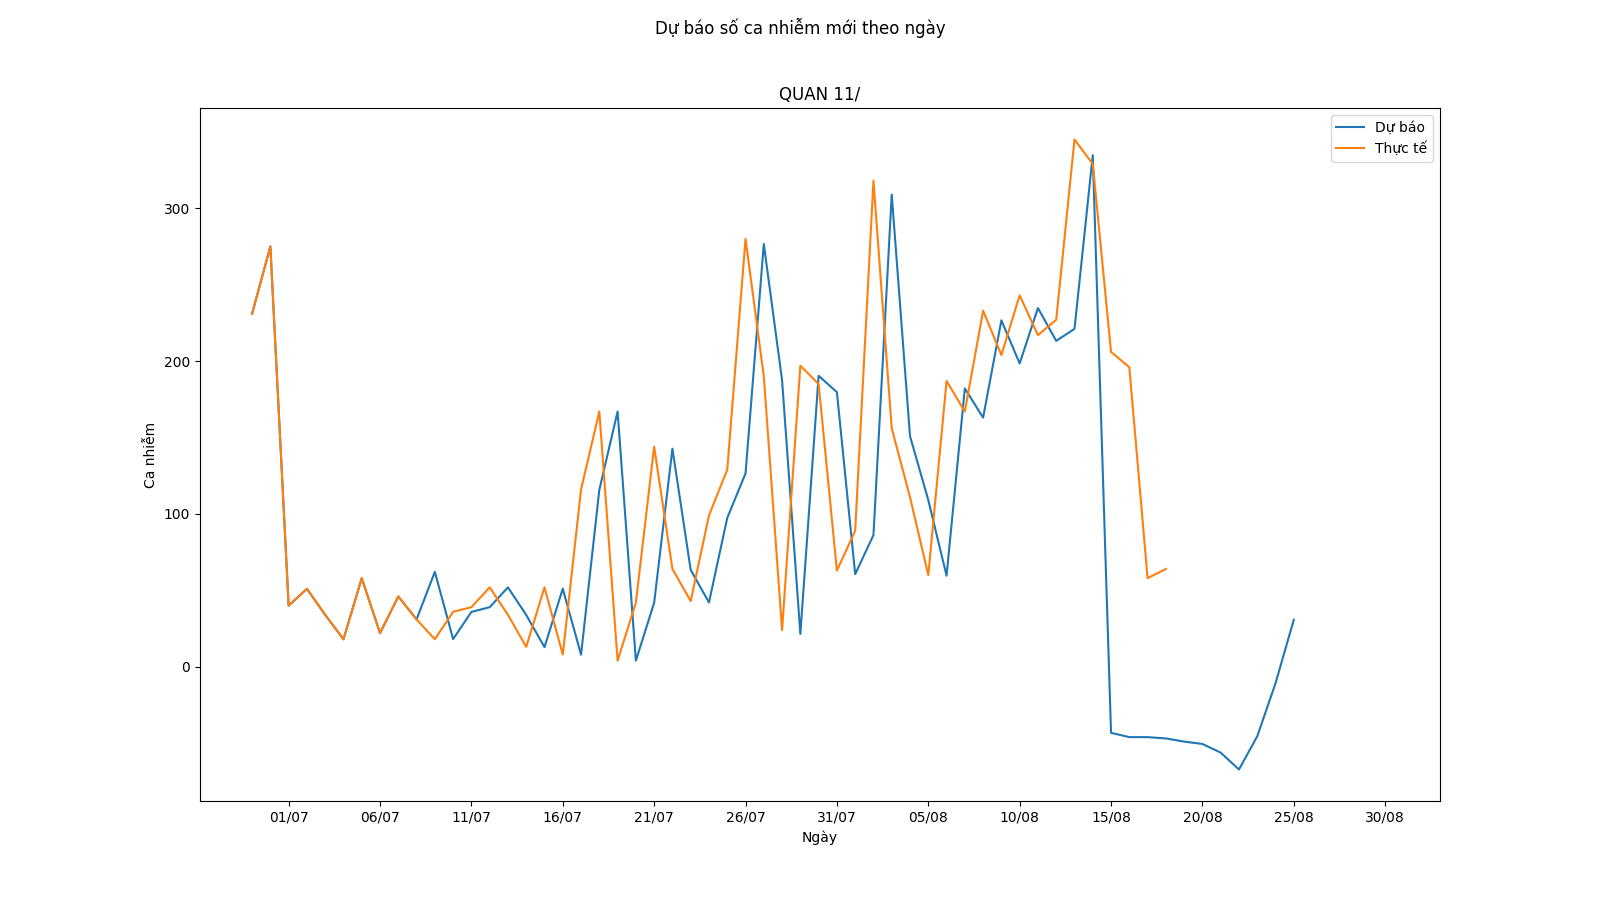 Dự báo số ca nhiễm mới theo ngày
QUAN 11/
Dự báo
Thực tế
Ca nhiễm
300
200
100
0
01/07 06/07 11/07 16/07 21/07 26/07 31/07 05/08 10/08 15/08 20/08 25/08 30/08
Ngày